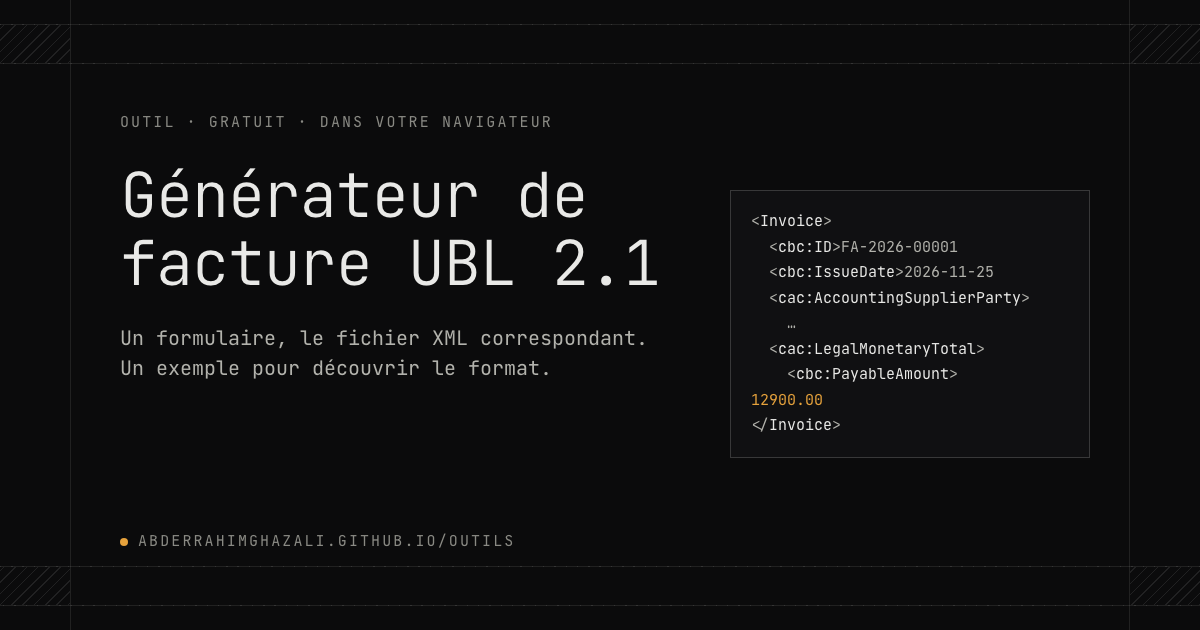 OUTIL · GRATUIT · DANS VOTRE NAVIGATEUR
Générateur de
facture UBL 2.1
Un formulaire, le fichier XML correspondant.
Un exemple pour découvrir le format.
<Invoice>
<cbc:ID>FA-2026-00001
<cbc:IssueDate>2026-11-25
<cac:AccountingSupplierParty>
…
<cac:LegalMonetaryTotal>
<cbc:PayableAmount>
12900.00
</Invoice>
ABDERRAHIMGHAZALI.GITHUB.IO/OUTILS